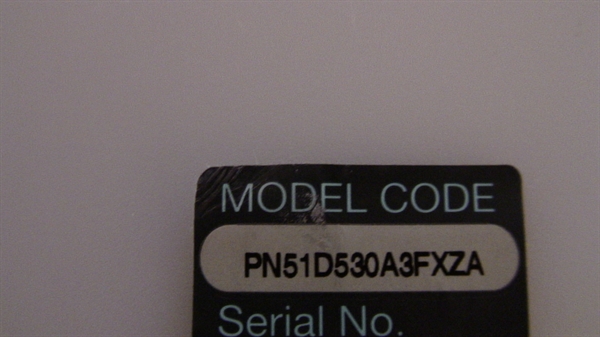 MODEL CODE
PN51D530A3FXZA
Serial No.